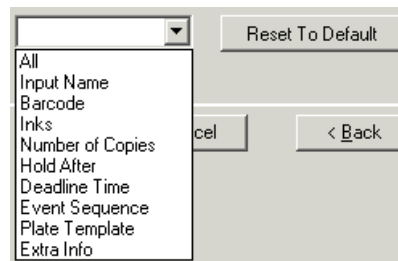 Reset To Default
All
Input Name
Barcode
Inks
Number of Copies
Hold After
Deadline Time
Event Sequence
Plate Template
Extra Info
cel
< Back